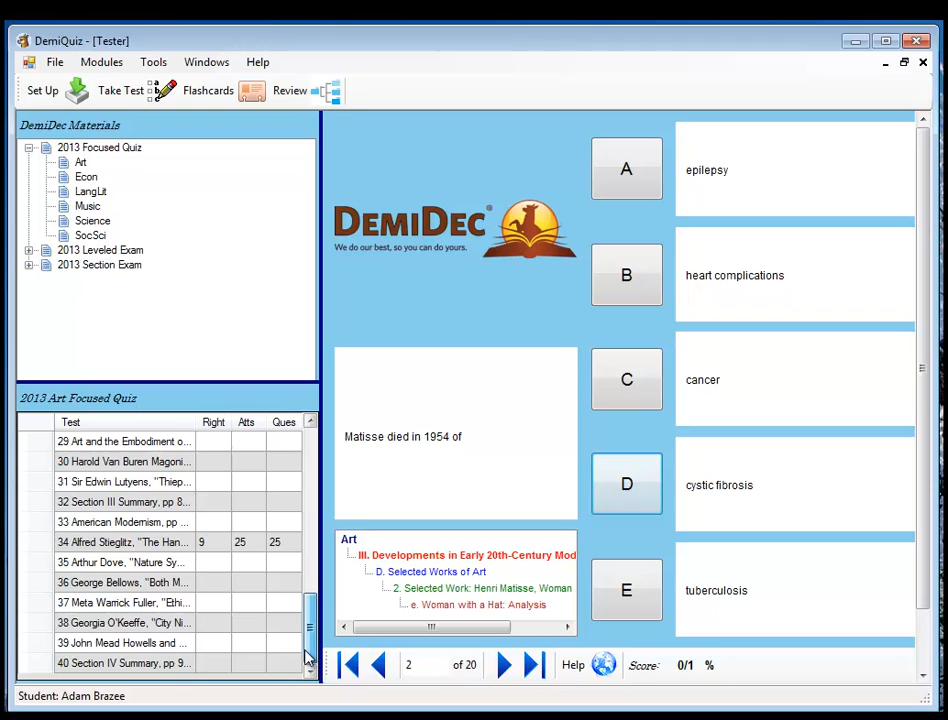 DemiQuiz - [Tester]
File Modules Tools Windows Help
Set Up Take Test Flashcards Review
DemiDec Materials
2013 Focused Quiz
Art
Econ
LangLit
Music
Science
SocSci
2013 Leveled Exam
2013 Section Exam
2013 Art Focused Quiz
Test Right Atts Ques
29 Art and the Embodiment o...
30 Harold Van Buren Magoni...
31 Sir Edwin Lutyens, "Thiep...
32 Section III Summary, pp 8...
33 American Modernism, pp ...
34 Alfred Stieglitz, "The Han... 9 25 25
35 Arthur Dove, "Nature Sy...
36 George Bellows, "Both M...
37 Meta Warrick Fuller, "Ethi...
38 Georgia O'Keeffe, "City Ni...
39 John Mead Howells and ...
40 Section IV Summary, pp 9...
DEMIDEC®
We do our best, so you can do yours.
Matisse died in 1954 of
A epilepsy
B heart complications
C cancer
D cystic fibrosis
E tuberculosis
Art
III. Developments in Early 20th-Century Mod
D. Selected Works of Art
2. Selected Work: Henri Matisse, Woman
e. Woman with a Hat: Analysis
2 of 20 Help Score: 0/1 %
Student: Adam Brazee